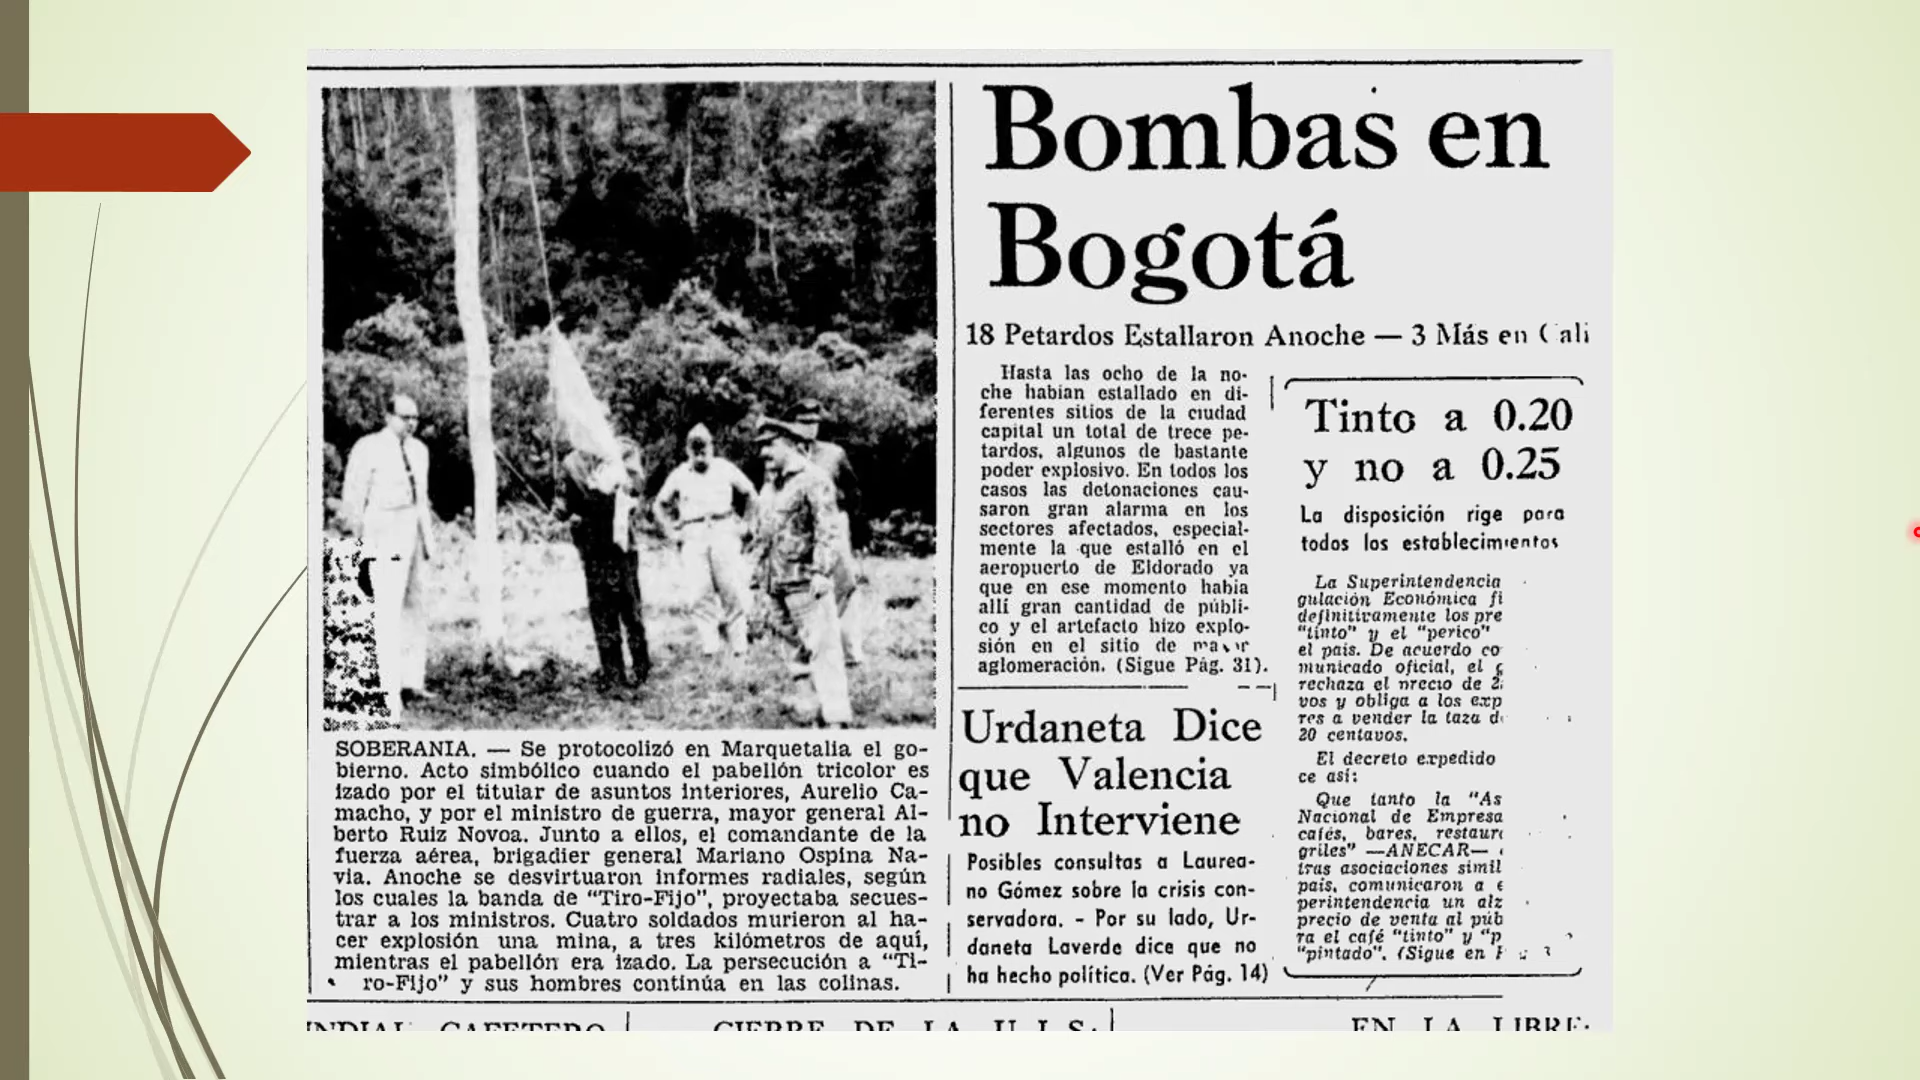 SOBERANIA. — Se protocolizó en Marquetalia el go-
bierno. Acto simbólico cuando el pabellón tricolor es
izado por el titular de asuntos interiores, Aurelio Ca-
macho, y por el ministro de guerra, mayor general Al-
berto Ruiz Novoa. Junto a ellos, el comandante de la
fuerza aérea, brigadier general Mariano Ospina Na-
via. Anoche se desvirtuaron informes radiales, según
los cuales la banda de "Tiro-Fijo", proyectaba secues-
trar a los ministros. Cuatro soldados murieron al ha-
cer explosión una mina, a tres kilómetros de aquí,
mientras el pabellón era izado. La persecución a "Ti-
ro-Fijo" y sus hombres continúa en las colinas.
Bombas en
Bogotá
18 Petardos Estallaron Anoche — 3 Más en Cali
Hasta las ocho de la no-
che habían estallado en di-
ferentes sitios de la ciudad
capital un total de trece pe-
tardos, algunos de bastante
poder explosivo. En todos los
casos las detonaciones cau-
saron gran alarma en los
sectores afectados, especial-
mente la que estalló en el
aeropuerto de Eldorado ya
que en ese momento había
allí gran cantidad de públi-
co y el artefacto hizo explo-
sión en el sitio de
aglomeración. (Sigue Pág. 31).
Urdaneta Dice
que Valencia
no Interviene
Posibles consultas a Laurea-
no Gómez sobre la crisis con-
servadora. - Por su lado, Ur-
daneta Laverde dice que no
ha hecho política. (Ver Pág. 14)
Tinto a 0.20
y no a 0.25
La disposición rige para
todos los establecimientos
La Superintendencia
gulación Económica fi
definitivamente los pre
"tinto" y el "perico"
el país. De acuerdo co
municado oficial, el
rechaza el precio de
vos y obliga a los exp
res a vender la taza d
20 centavos.
El decreto expedido
ce así:
Que tanto la "As
Nacional de Empresa
cafés, bares, restaur
griles" —ANECAR—
tras asociaciones simil
país, comunicaron a
perintendencia un alz
precio de venta al púb
ra el café "tinto" y "p
"pintado". (Sigue en
CAFETERO
CIERRE DE LA U I S:
EN LA LIBRE: